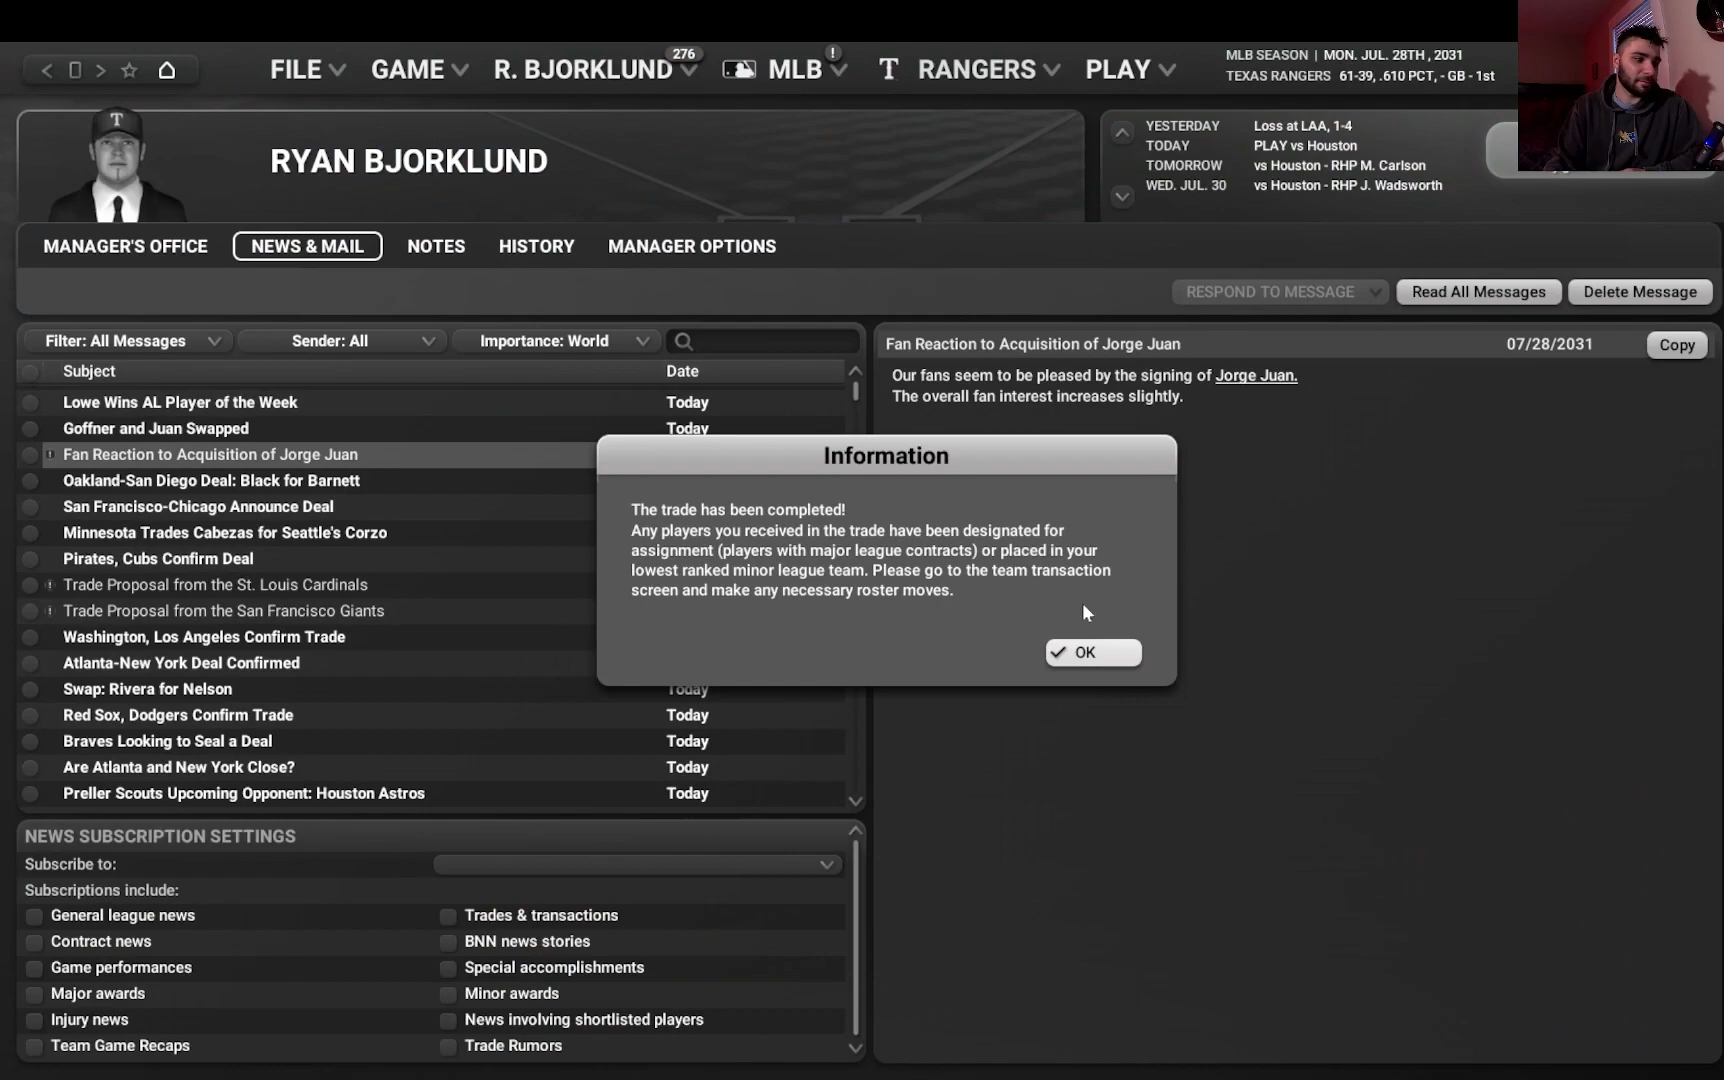 FILE
GAME
R. BJORKLUND
276
MLB
!
T RANGERS
PLAY
MLB SEASON | MON. JUL. 28TH , 2031
TEXAS RANGERS 61-39, .610 PCT, - GB - 1st
T
RYAN BJORKLUND
YESTERDAY Loss at LAA, 1-4
TODAY PLAY vs Houston
TOMORROW vs Houston - RHP M. Carlson
WED. JUL. 30 vs Houston - RHP J. Wadsworth
MANAGER'S OFFICE
NEWS & MAIL
NOTES
HISTORY
MANAGER OPTIONS
RESPOND TO MESSAGE
Read All Messages
Delete Message
Filter: All Messages
Sender: All
Importance: World
Subject Date
Lowe Wins AL Player of the Week Today
Goffner and Juan Swapped Today
Fan Reaction to Acquisition of Jorge Juan
Oakland-San Diego Deal: Black for Barnett
San Francisco-Chicago Announce Deal
Minnesota Trades Cabezas for Seattle's Corzo
Pirates, Cubs Confirm Deal
Trade Proposal from the St. Louis Cardinals
Trade Proposal from the San Francisco Giants
Washington, Los Angeles Confirm Trade
Atlanta-New York Deal Confirmed
Swap: Rivera for Nelson Today
Red Sox, Dodgers Confirm Trade Today
Braves Looking to Seal a Deal Today
Are Atlanta and New York Close? Today
Preller Scouts Upcoming Opponent: Houston Astros Today
Fan Reaction to Acquisition of Jorge Juan 07/28/2031
Copy
Our fans seem to be pleased by the signing of Jorge Juan.
The overall fan interest increases slightly.
Information
The trade has been completed!
Any players you received in the trade have been designated for
assignment (players with major league contracts) or placed in your
lowest ranked minor league team. Please go to the team transaction
screen and make any necessary roster moves.
OK
NEWS SUBSCRIPTION SETTINGS
Subscribe to:
Subscriptions include:
General league news Trades & transactions
Contract news BNN news stories
Game performances Special accomplishments
Major awards Minor awards
Injury news News involving shortlisted players
Team Game Recaps Trade Rumors